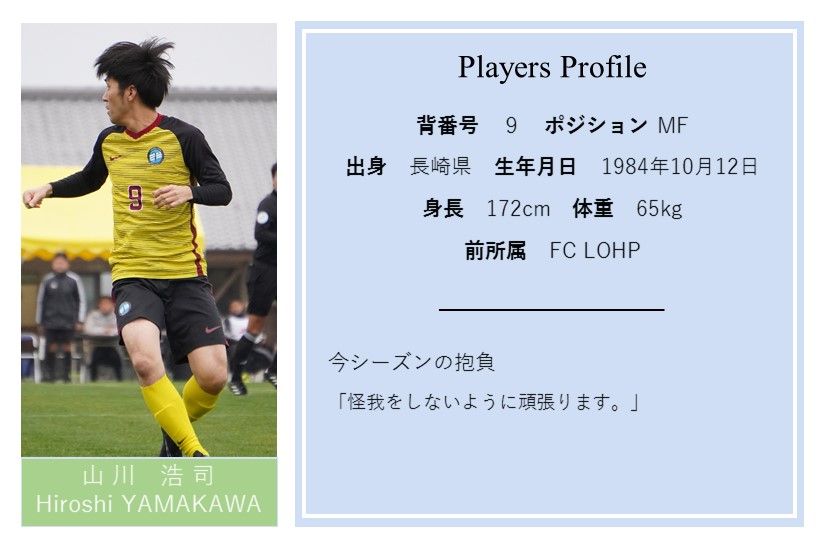 Players Profile
背番号　9　ポジション MF
出身　長崎県　生年月日　1984年10月12日
身長　172cm　体重　65kg
前所属　FC LOHP
今シーズンの抱負
「怪我をしないように頑張ります。」
9
山川　浩司
Hiroshi YAMAKAWA